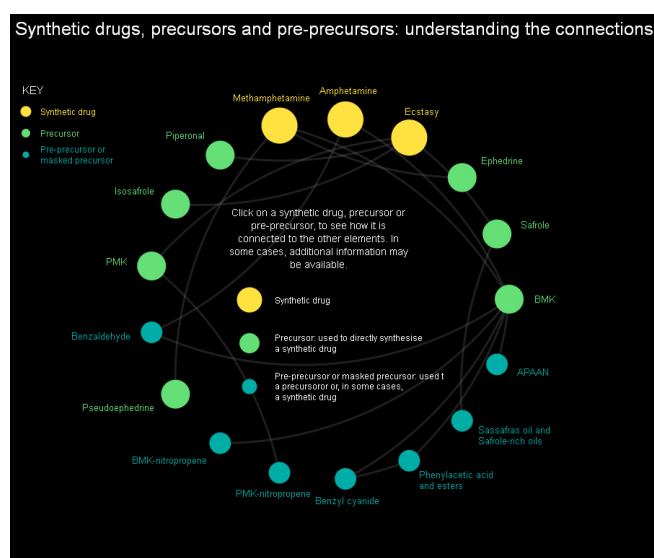 Synthetic drugs, precursors and pre-precursors: understanding the connections
KEY
Synthetic drug
Precursor
Pre-precursor or
masked precursor
Methamphetamine
Amphetamine
Ecstasy
Piperonal
Ephedrine
Isosafrole
Safrole
Click on a synthetic drug, precursor or
pre-precursor, to see how it is
connected to the other elements. In
some cases, additional information may
be available.
PMK
BMK
Synthetic drug
Benzaldehyde
Precursor: used to directly synthesise
a synthetic drug
APAAN
Pre-precursor or masked precursor: used t
a precursoror or, in some cases,
a synthetic drug
Pseudoephedrine
Sassafras oil and
Safrole-rich oils
BMK-nitropropene
Phenylacetic acid
and esters
PMK-nitropropene
Benzyl cyanide